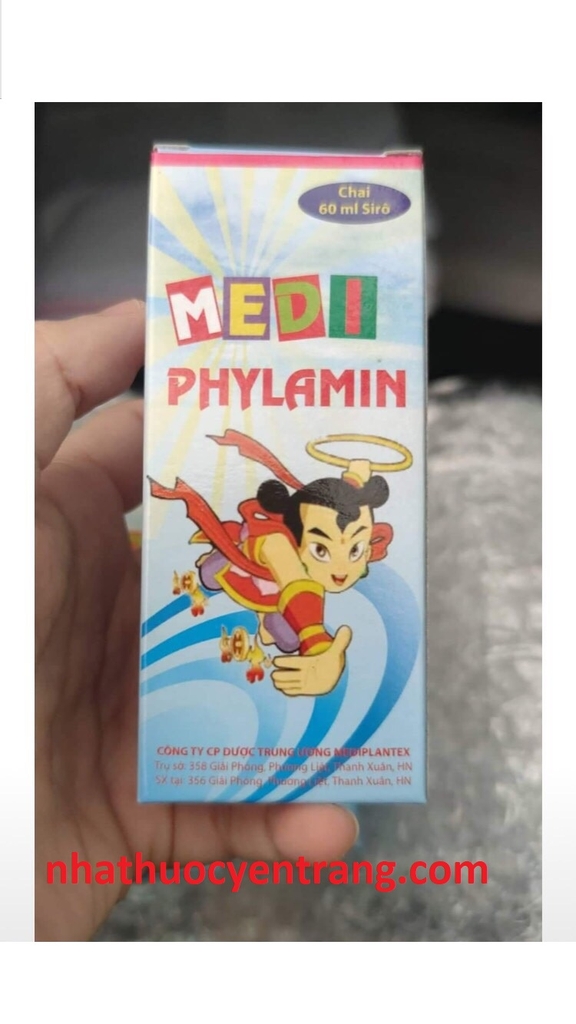 Chai
60 ml Sirô
MEDI
PHYLAMIN
CÔNG TY CP DƯỢC TRUNG ƯƠNG MEDIPLANTEX
Trụ sở: 358 Giải Phóng, Phương Liệt, Thanh Xuân, HN
SX tại: 356 Giải Phóng, Phương Liệt, Thanh Xuân, HN
nhathuocyentrang.com